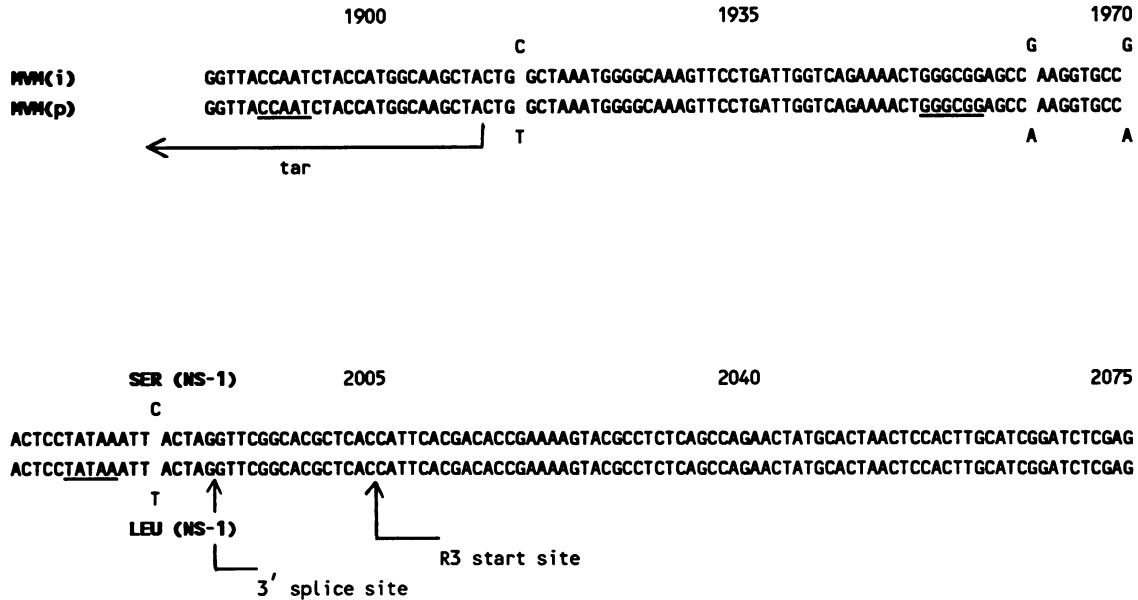 1900 1935 1970
C G G
MVM(i) GGTTACCAATCTACCATGGCAAGCTACTG GCTAAATGGGGCAAAGTTCCTGATTGGTCAGAAAACTGGGCGGAGCC AAGGTGCC
MVM(p) GGTTACCAATCTACCATGGCAAGCTACTG GCTAAATGGGGCAAAGTTCCTGATTGGTCAGAAAACTGGGCGGAGCC AAGGTGCC
T A A
tar
SER (NS-1) 2005 2040 2075
C
ACTCCTATAAATT ACTAGGTTCGGCACGCTCACCATTCACGACACCGAAAAGTACGCCTCTCAGCCAGAACTATGCACTAACTCCACTTGCATCGGATCTCGAG
ACTCCTATAAATT ACTAGGTTCGGCACGCTCACCATTCACGACACCGAAAAGTACGCCTCTCAGCCAGAACTATGCACTAACTCCACTTGCATCGGATCTCGAG
T
LEU (NS-1)
R3 start site
3′ splice site